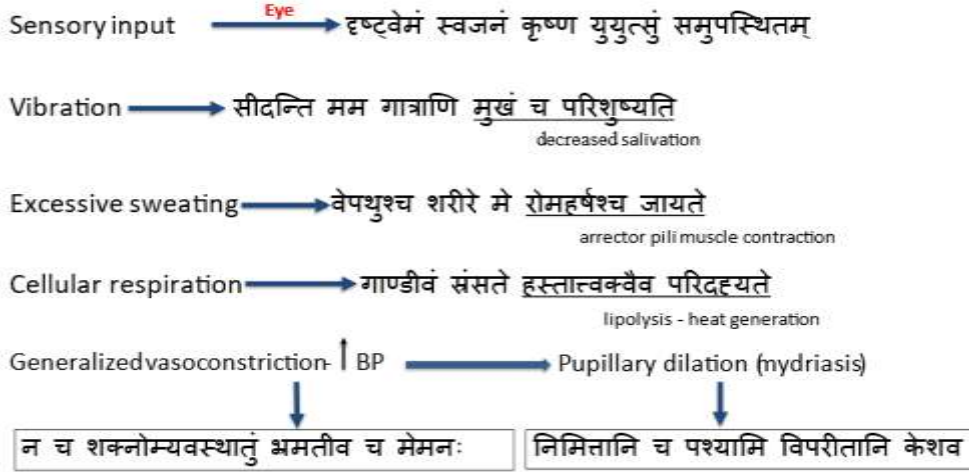 Sensory input Eye दृष्ट्वेमं स्वजनं कृष्ण युयुत्सुं समुपस्थितम्
Vibration सीदन्ति मम गात्राणि मुखं च परिशुष्यति
decreased salivation
Excessive sweating वेपथुश्च शरीरे मे रोमहर्षश्च जायते
arrector pili muscle contraction
Cellular respiration गाण्डीवं स्रंसते हस्तात्त्वक्वैव परिदह्यते
lipolysis - heat generation
Generalized vasoconstriction- ↑ BP Pupillary dilation (nydriasis)
न च शक्नोम्यवस्थातुं भ्रमतीव च मेमनः निमित्तानि च पश्यामि विपरीतानि केशव